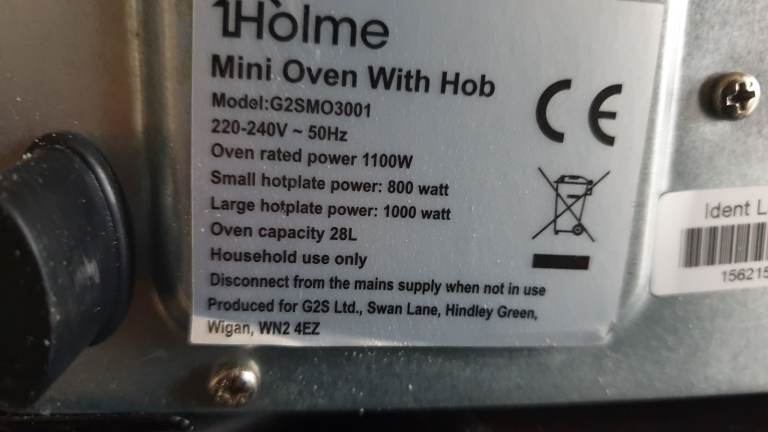 1Holme
Mini Oven With Hob
Model:G2SMO3001
220-240V ~ 50Hz
Oven rated power 1100W
Small hotplate power: 800 watt
Large hotplate power: 1000 watt
Oven capacity 28L
Household use only
Disconnect from the mains supply when not in use
Produced for G2S Ltd., Swan Lane, Hindley Green,
Wigan, WN2 4EZ
CE
Ident L
156215